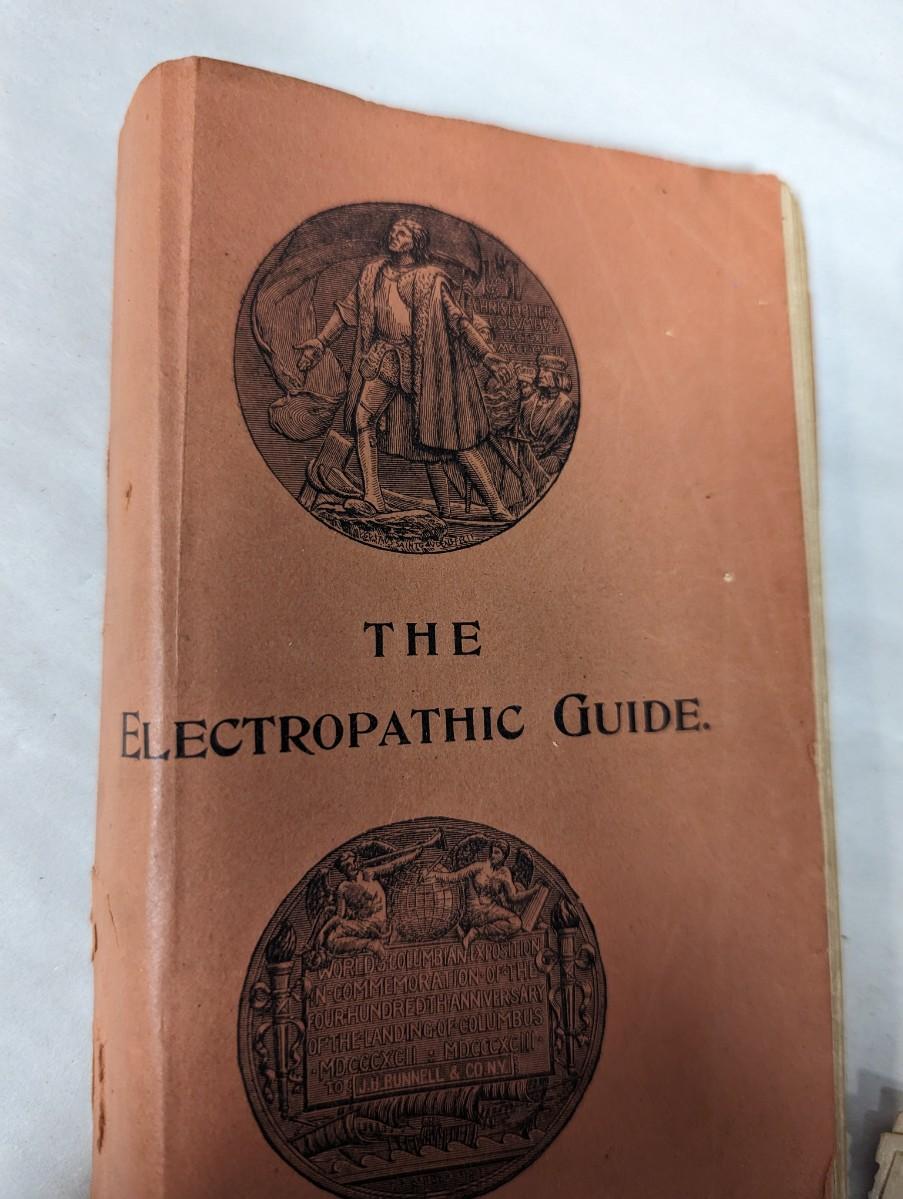 THE
ELECTROPATHIC GUIDE.
WORLD'S·COLUMBIAN·EXPOSITION
IN·COMMEMORATION·OF·THE
FOUR·HUNDREDTH·ANNIVERSARY
OF·THE·LANDING·OF·COLUMBUS
·MDCCCXCII · MDCCCXCIII·
TO J.H. BUNNELL & CO. N.Y.